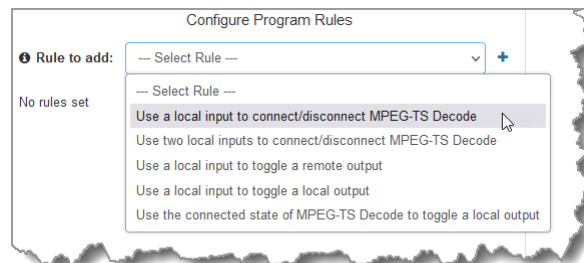 Configure Program Rules
Rule to add: --- Select Rule ---
No rules set
--- Select Rule ---
Use a local input to connect/disconnect MPEG-TS Decode
Use two local inputs to connect/disconnect MPEG-TS Decode
Use a local input to toggle a remote output
Use a local input to toggle a local output
Use the connected state of MPEG-TS Decode to toggle a local output